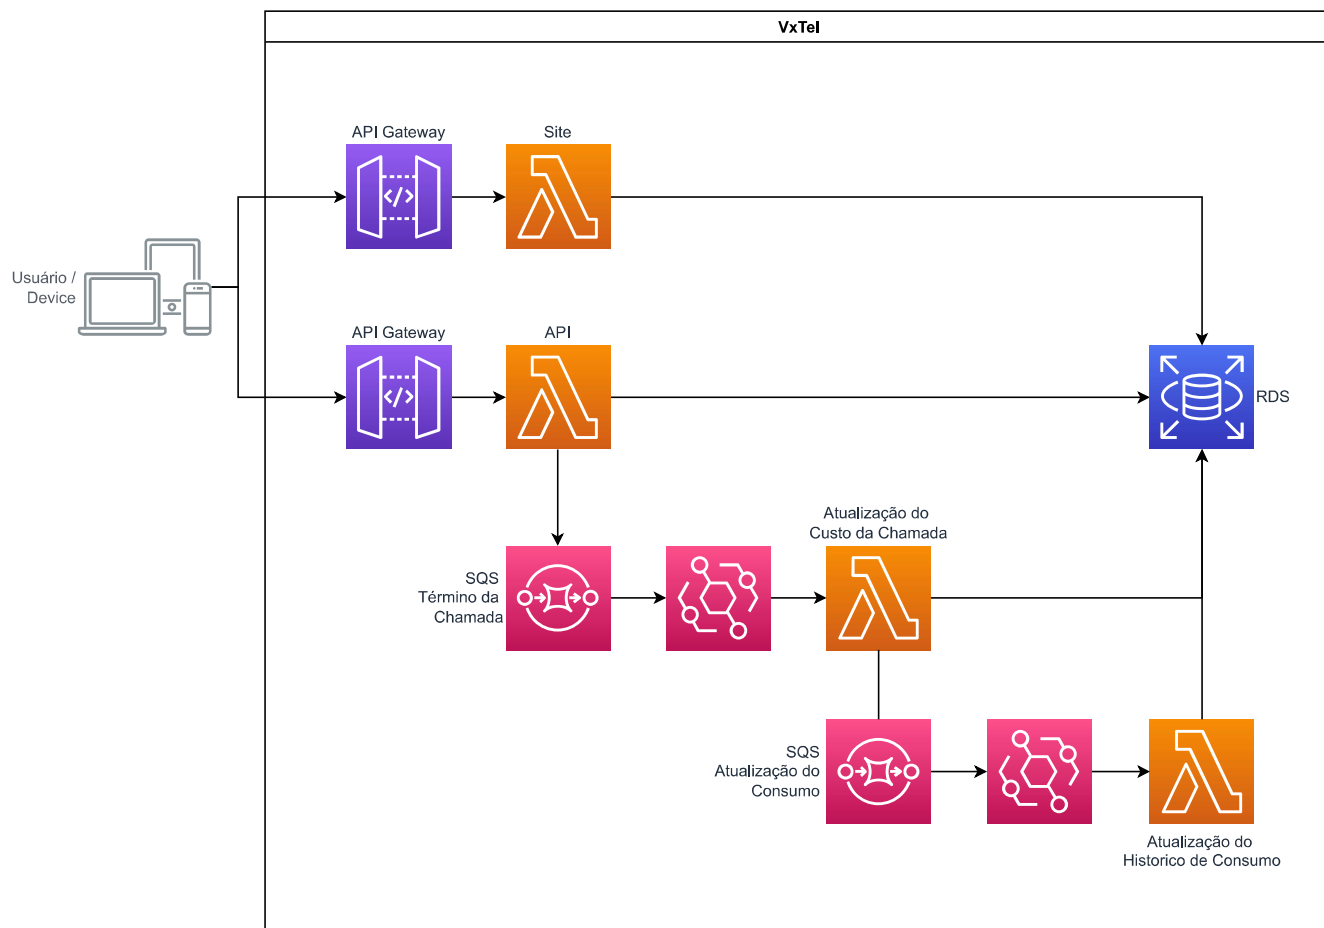 VxTel
API Gateway
Site
Usuário /
Device
API Gateway
API
RDS
Atualização do
Custo da Chamada
SQS
Término da
Chamada
SQS
Atualização do
Consumo
Atualização do
Historico de Consumo